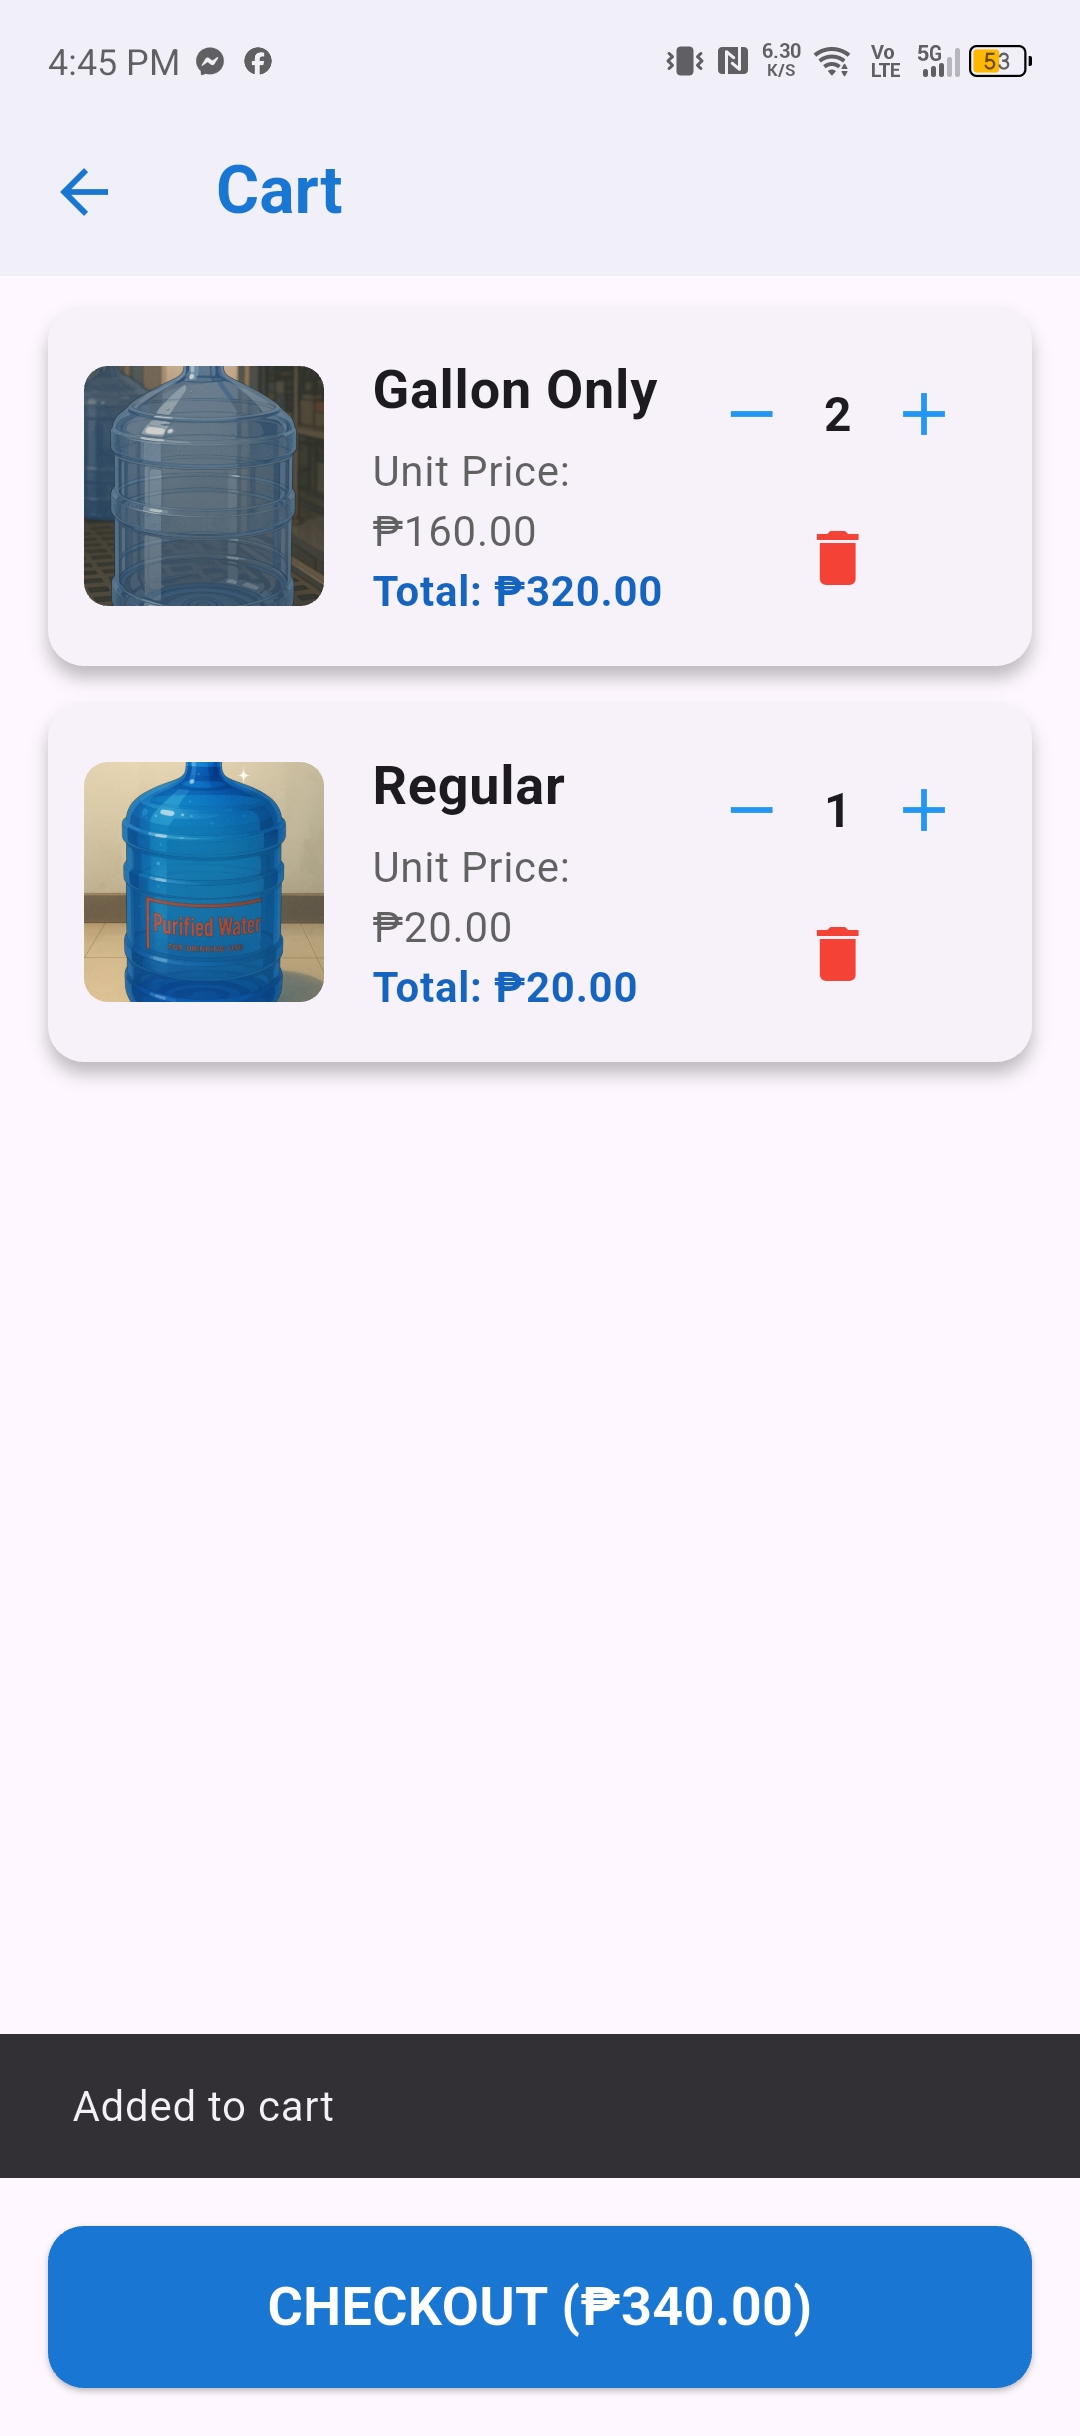 4:45 PM
6.30 K/S
Vo LTE
5G
53
Cart
Gallon Only
2
Unit Price:
₱160.00
Total: ₱320.00
Regular
1
Unit Price:
₱20.00
Total: ₱20.00
Purified Water
Added to cart
CHECKOUT (₱340.00)